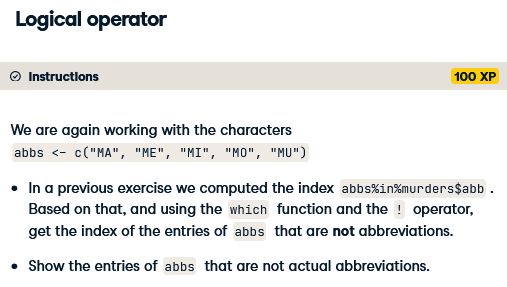 Logical operator
Instructions
100 XP
We are again working with the characters
abbs <- c("MA", "ME", "MI", "MO", "MU")
• In a previous exercise we computed the index abbs%in%murders$abb .
Based on that, and using the which function and the ! operator,
get the index of the entries of abbs that are not abbreviations.
• Show the entries of abbs that are not actual abbreviations.